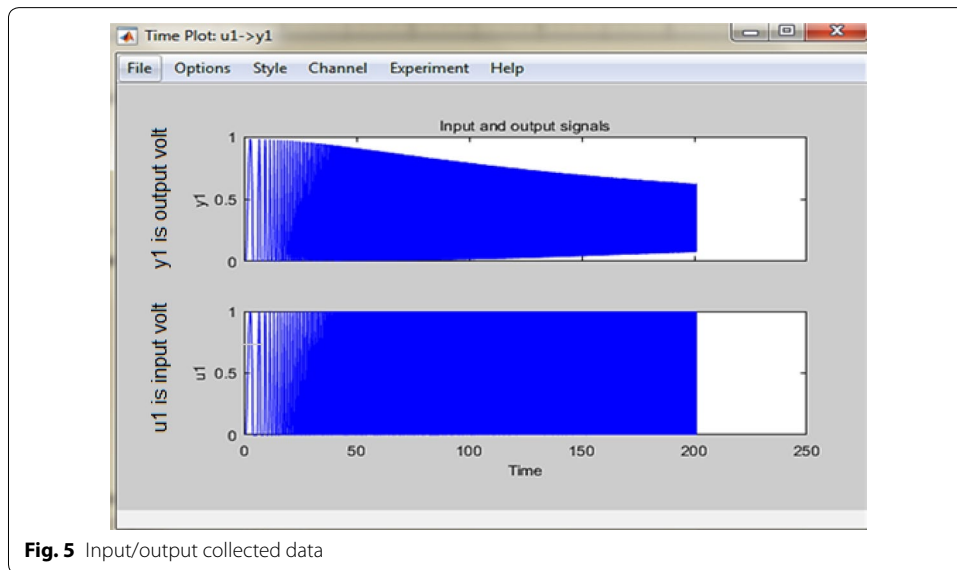 Time Plot: u1->y1
File Options Style Channel Experiment Help
Input and output signals
y1 is output volt
y1
1
0.5
0
u1 is input volt
u1
1
0.5
0
0 50 100 150 200 250
Time
Fig. 5 Input/output collected data